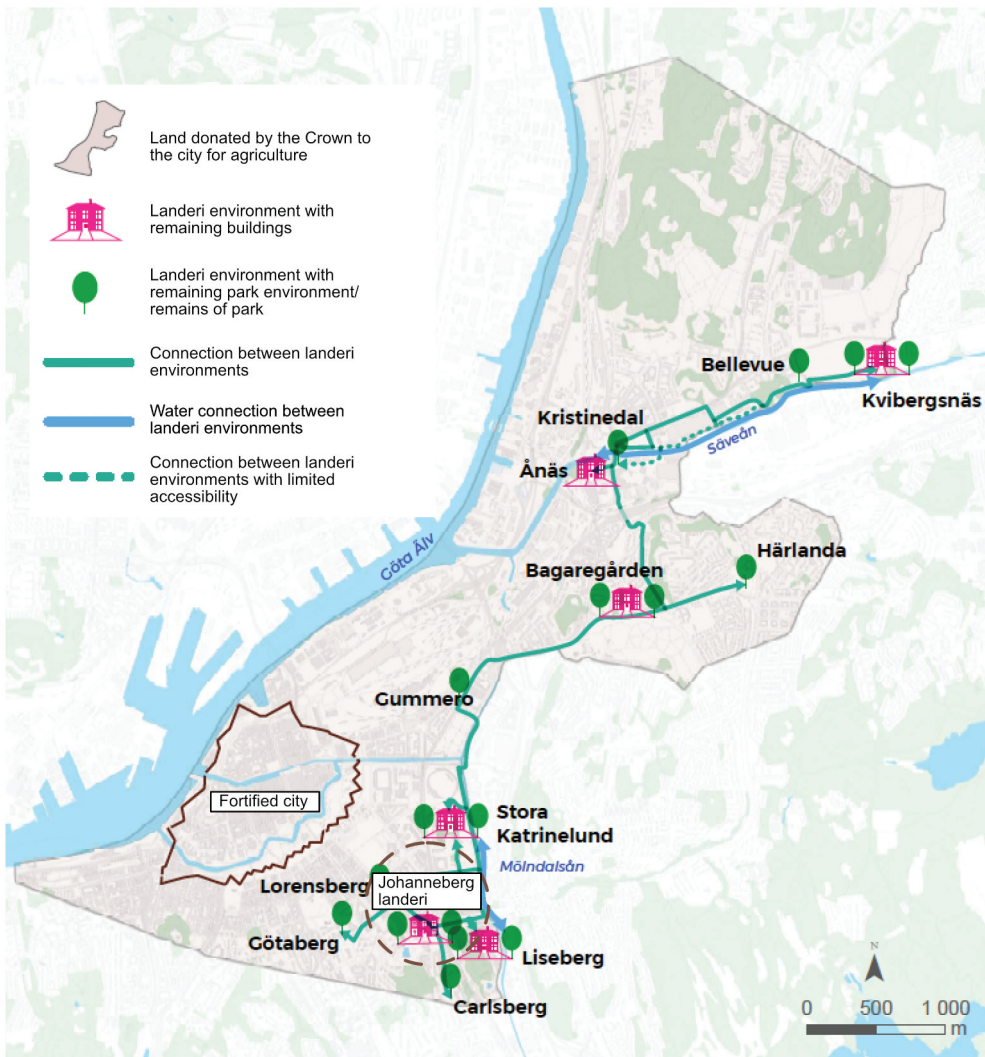 Land donated by the Crown to
the city for agriculture
Landeri environment with
remaining buildings
Landeri environment with
remaining park environment/
remains of park
Connection between landeri
environments
Water connection between
landeri environments
Connection between landeri
environments with limited
accessibility
Bellevue
Kvibergsnäs
Kristinedal
Säveån
Ånäs
Göta Älv
Härlanda
Bagaregården
Gummero
Fortified city
Stora
Katrinelund
Mölndalsån
Lorensberg
Johanneberg
landeri
Götaberg
Liseberg
Carlsberg
N
0 500 1 000
m